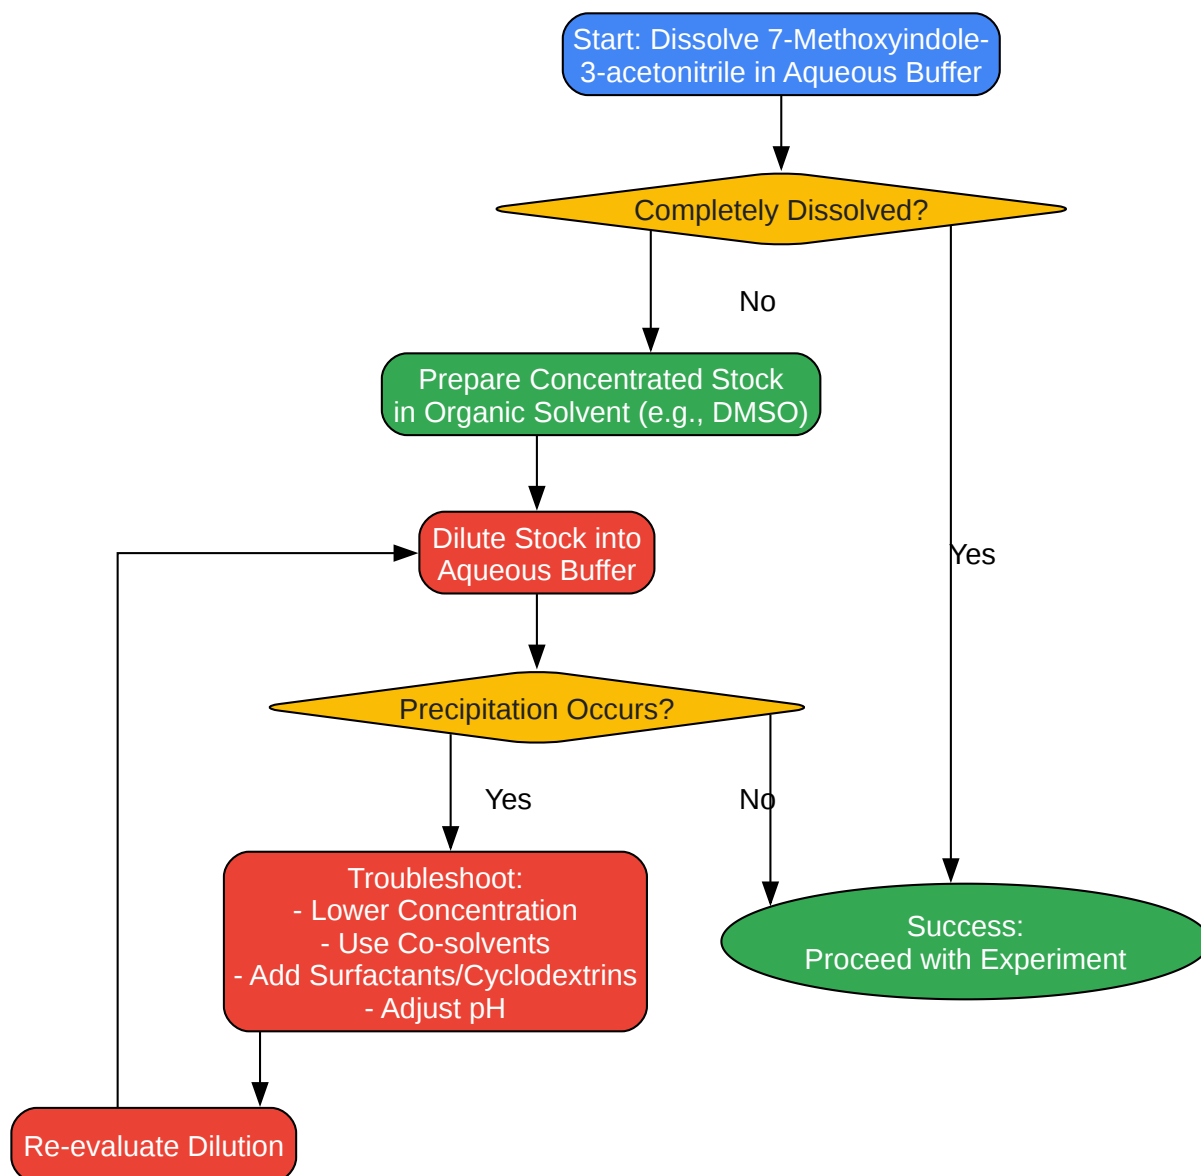 Start: Dissolve 7-Methoxyindole-
3-acetonitrile in Aqueous Buffer
Completely Dissolved?
No
Prepare Concentrated Stock
in Organic Solvent (e.g., DMSO)
Dilute Stock into
Aqueous Buffer
Yes
Precipitation Occurs?
Yes
No
Troubleshoot:
- Lower Concentration
- Use Co-solvents
- Add Surfactants/Cyclodextrins
- Adjust pH
Success:
Proceed with Experiment
Re-evaluate Dilution